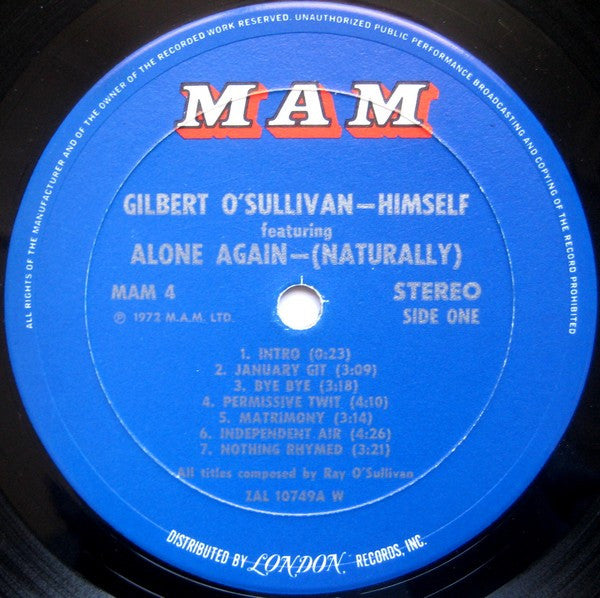 ALL RIGHTS OF THE MANUFACTURER AND OF THE OWNER OF THE RECORDED WORK RESERVED. UNAUTHORIZED PUBLIC PERFORMANCE BROADCASTING AND COPYING OF THE RECORD PROHIBITED
MAM
GILBERT O'SULLIVAN—HIMSELF
featuring
ALONE AGAIN—(NATURALLY)
MAM 4
STEREO
℗ 1972 M.A.M. LTD.
SIDE ONE
1. INTRO (0:23)
2. JANUARY GIT (3:09)
3. BYE BYE (3:18)
4. PERMISSIVE TWIT (4:10)
5. MATRIMONY (3:14)
6. INDEPENDENT AIR (4:26)
7. NOTHING RHYMED (3:21)
All titles composed by Ray O'Sullivan
ZAL 10749A W
DISTRIBUTED BY LONDON RECORDS, INC.